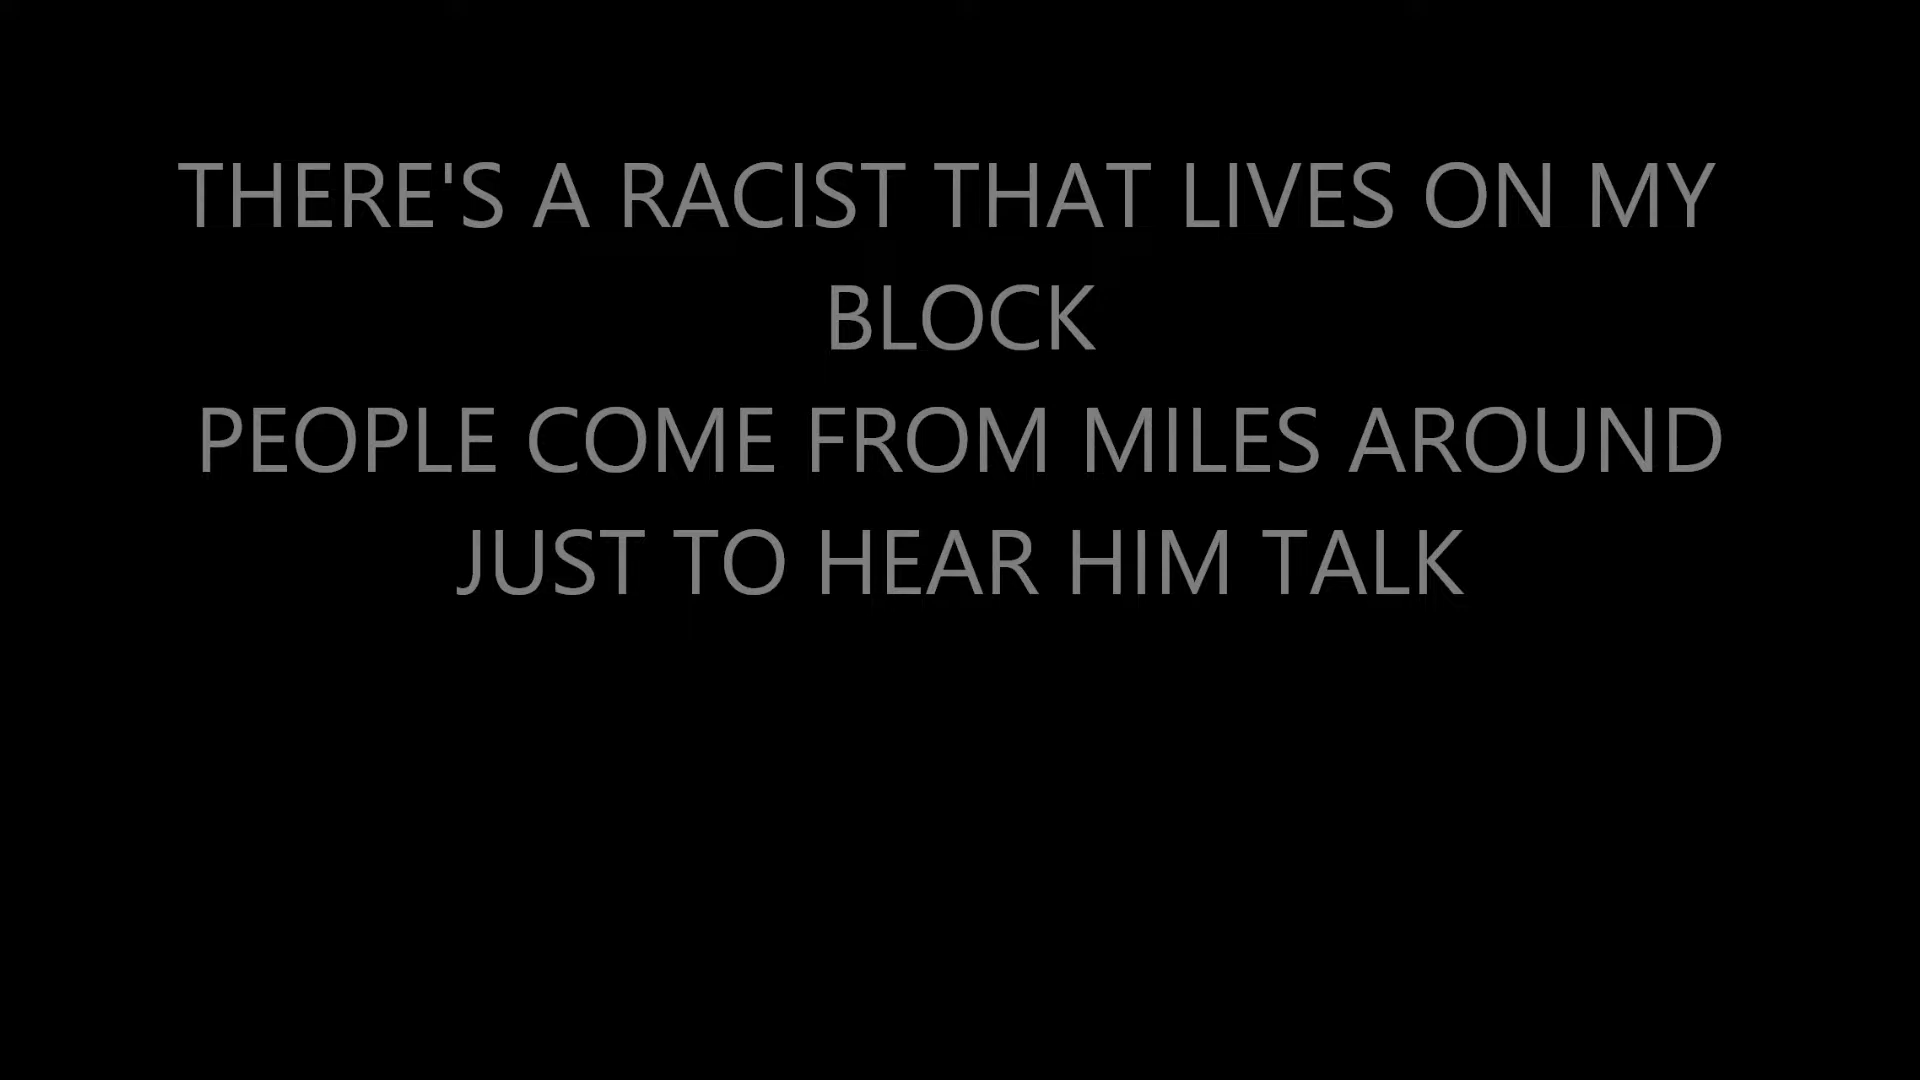 THERE'S A RACIST THAT LIVES ON MY
BLOCK
PEOPLE COME FROM MILES AROUND
JUST TO HEAR HIM TALK